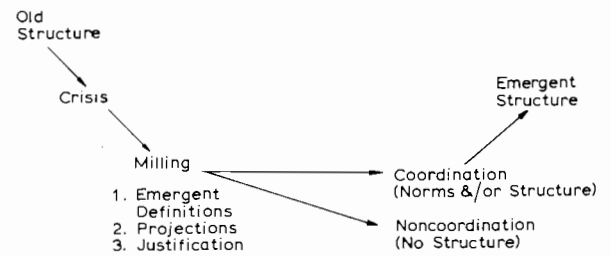 Old
Structure
Crisis
Milling
1. Emergent
Definitions
2. Projections
3. Justification
Emergent
Structure
Coordination
(Norms &/or Structure)
Noncoordination
(No Structure)